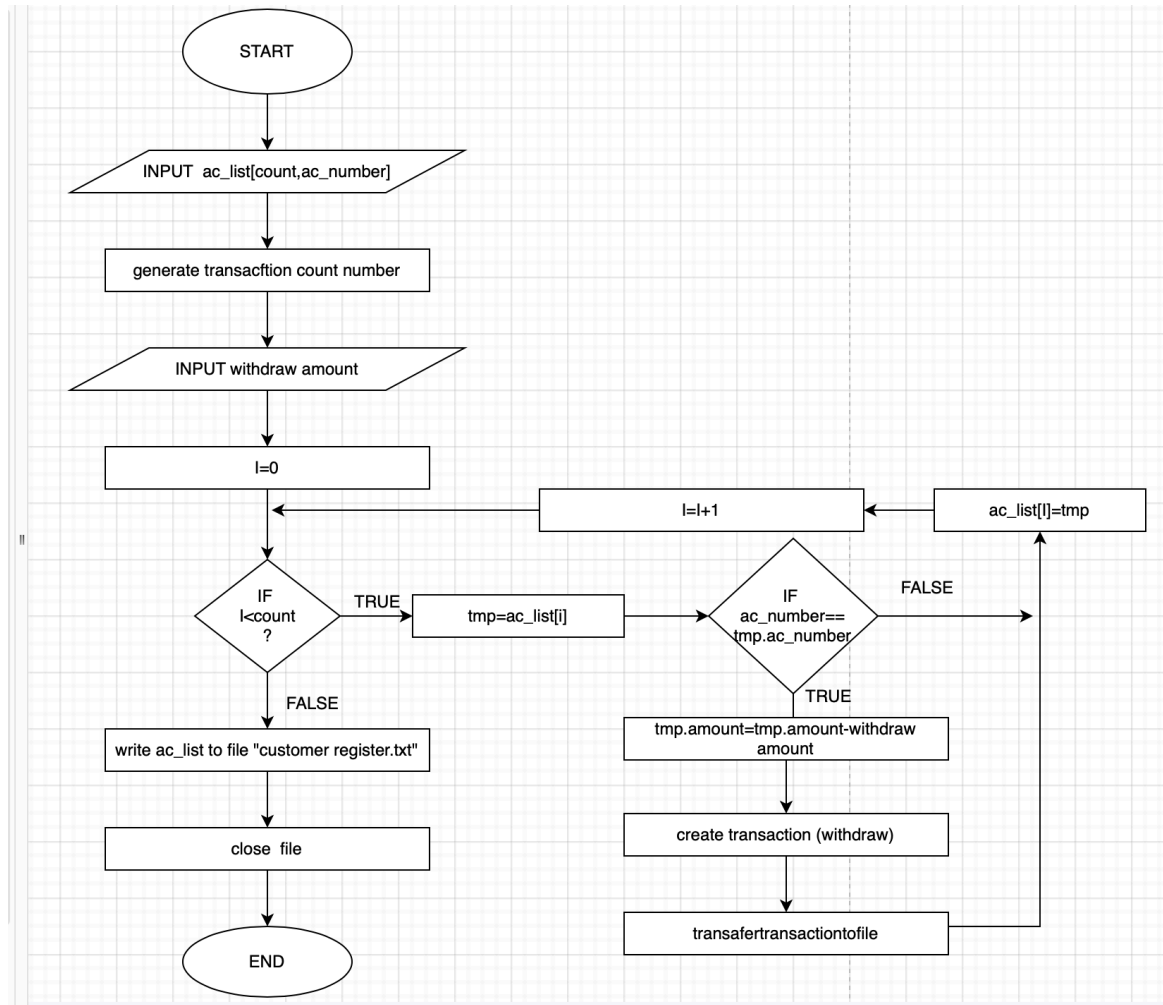 START
INPUT ac_list[count,ac_number]
generate transacftion count number
INPUT withdraw amount
I=0
I=I+1
ac_list[I]=tmp
IF
I<count
?
TRUE
tmp=ac_list[i]
IF
ac_number==
tmp.ac_number
FALSE
TRUE
FALSE
tmp.amount=tmp.amount-withdraw
amount
write ac_list to file "customer register.txt"
create transaction (withdraw)
close file
transafertransactiontofile
END